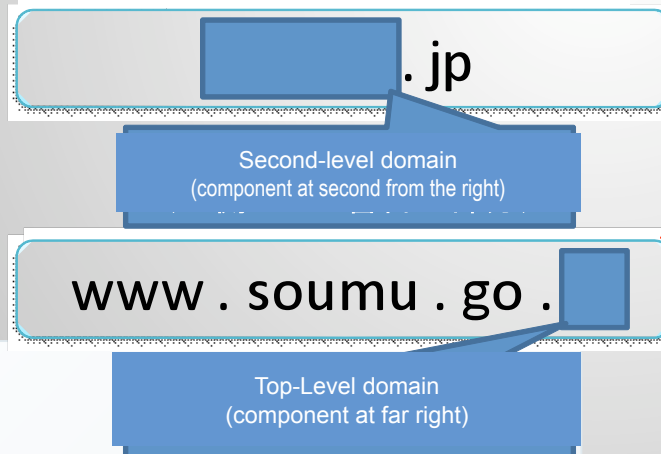 . jp
Second-level domain
(component at second from the right)
www . soumu . go .
Top-Level domain
(component at far right)